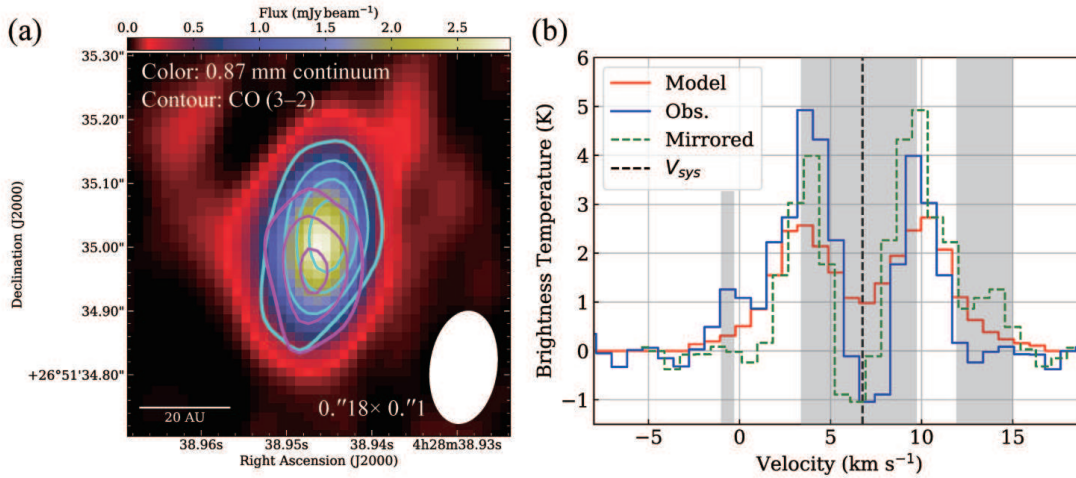 (a)
Flux (mJy beam⁻¹)
0.0 0.5 1.0 1.5 2.0 2.5
35.30"
35.20"
35.10"
35.00"
34.90"
+26°51'34.80"
Declination (J2000)
Color: 0.87 mm continuum
Contour: CO (3–2)
20 AU
0."18× 0."1
38.96s 38.95s 38.94s 4h28m38.93s
Right Ascension (J2000)
(b)
6
5
4
3
2
1
0
−1
Brightness Temperature (K)
Model
Obs.
Mirrored
V_sys
−5 0 5 10 15
Velocity (km s⁻¹)